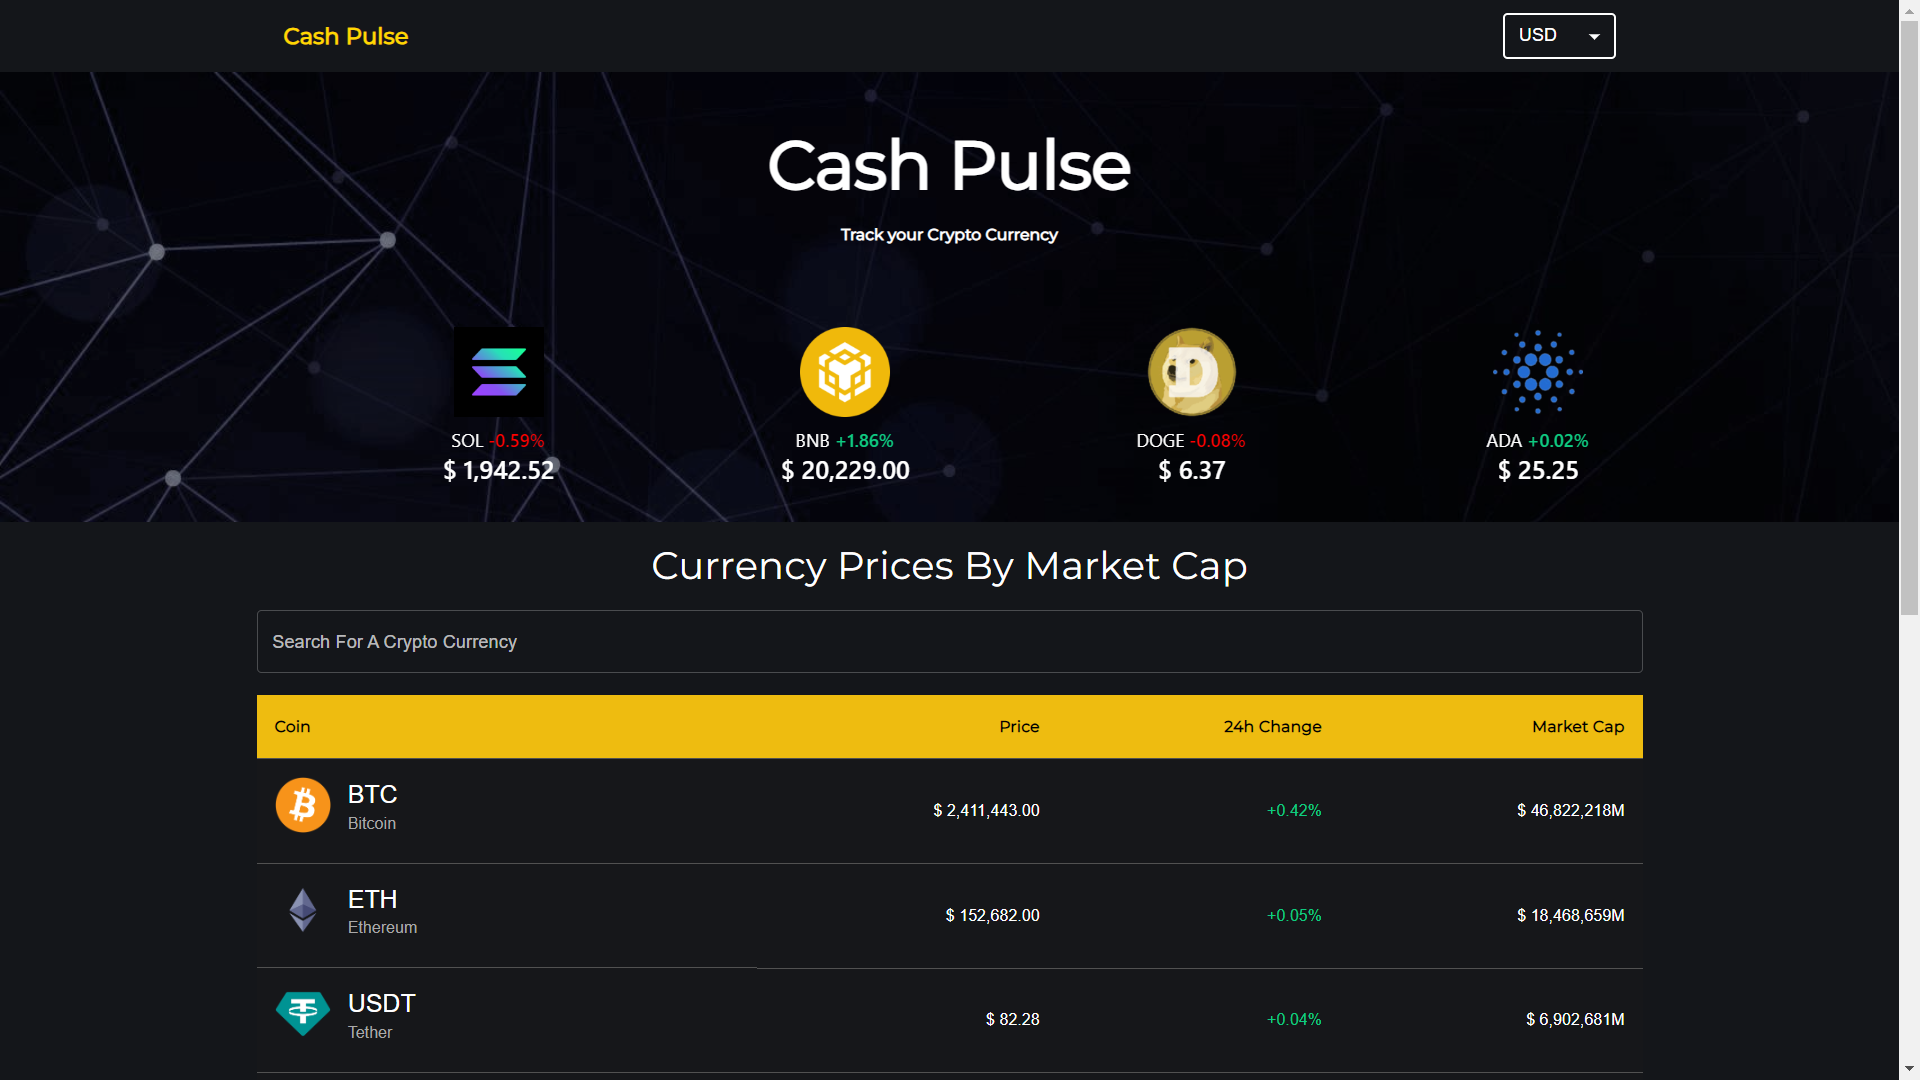 Cash Pulse
USD
Cash Pulse
Track your Crypto Currency
SOL -0.59%
$ 1,942.52
BNB +1.86%
$ 20,229.00
DOGE -0.08%
$ 6.37
ADA +0.02%
$ 25.25
Currency Prices By Market Cap
Search For A Crypto Currency
Coin Price 24h Change Market Cap
BTC
Bitcoin
$ 2,411,443.00 +0.42% $ 46,822,218M
ETH
Ethereum
$ 152,682.00 +0.05% $ 18,468,659M
USDT
Tether
$ 82.28 +0.04% $ 6,902,681M